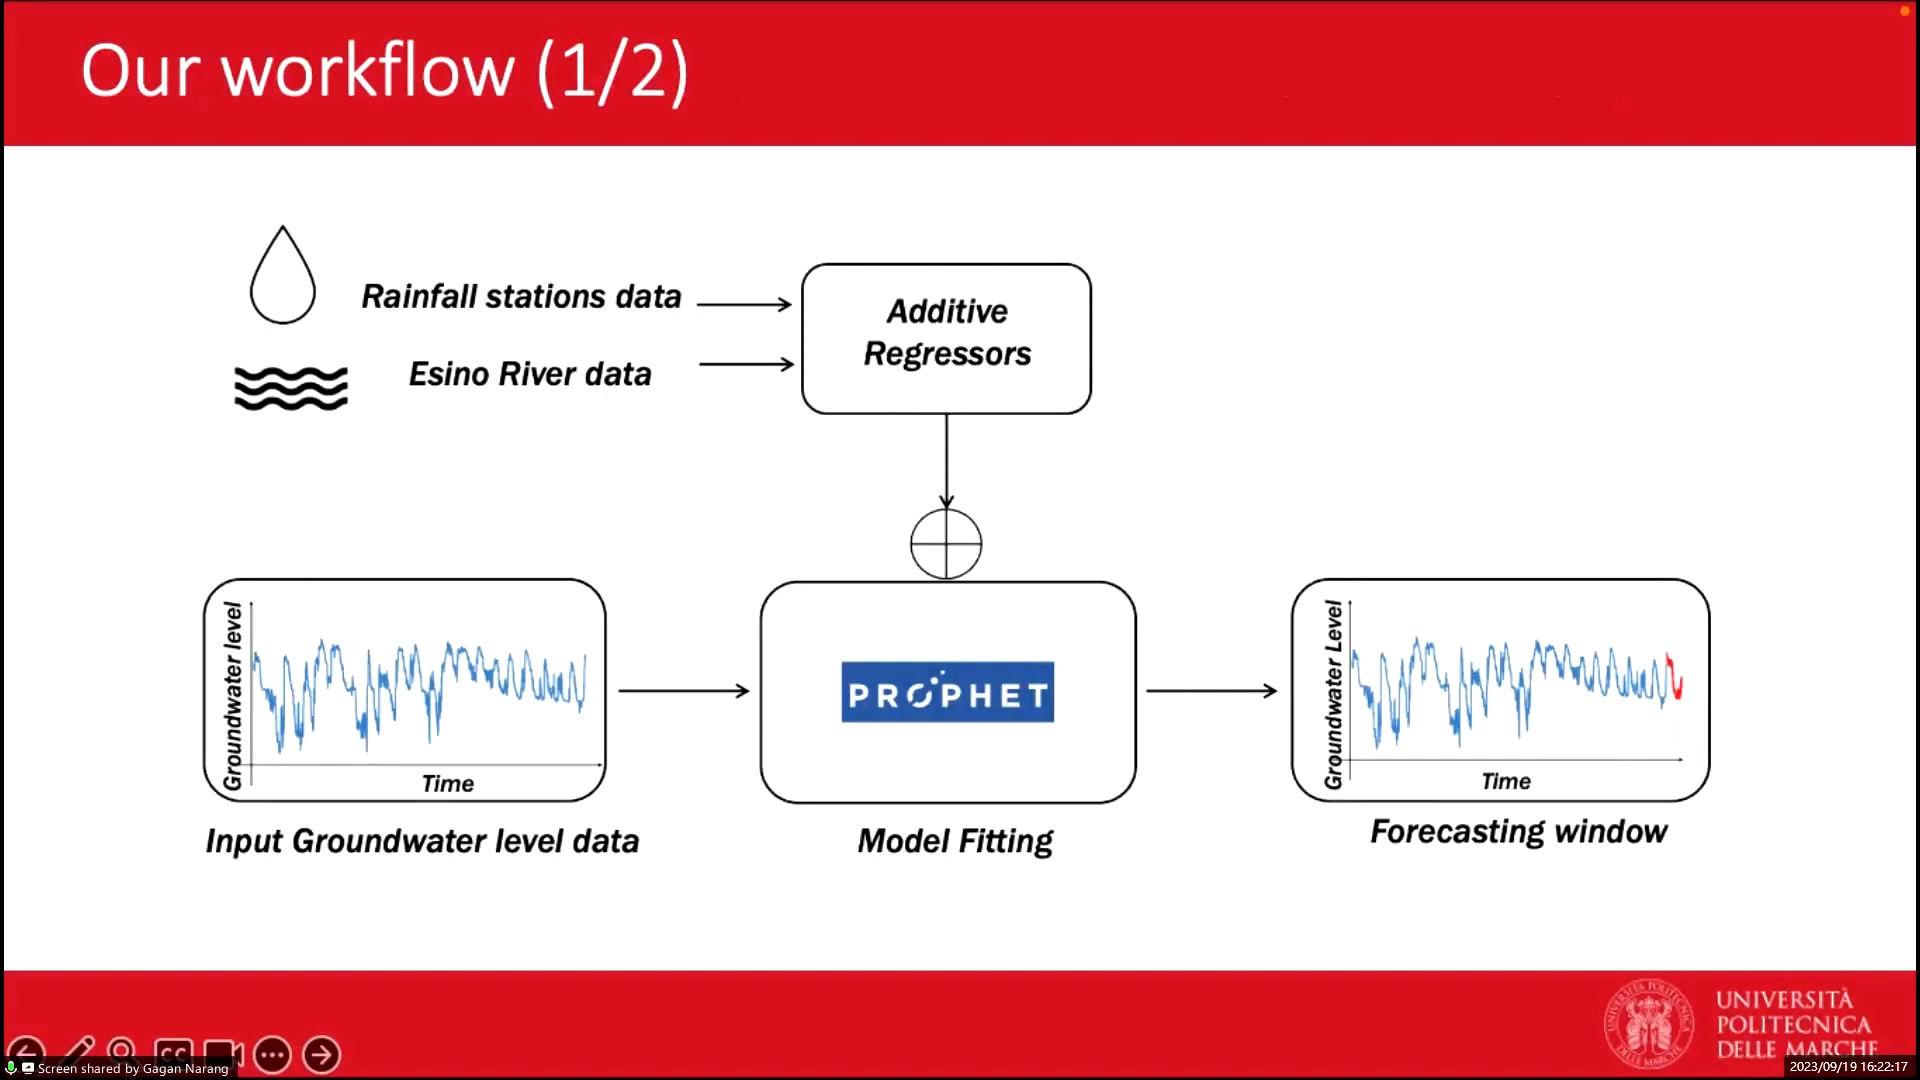 Our workflow (1/2)
Rainfall stations data
Esino River data
Additive
Regressors
Groundwater level
Time
PROPHET
Groundwater Level
Time
Input Groundwater level data
Model Fitting
Forecasting window
UNIVERSITÀ
POLITECNICA
DELLE MARCHE
CC
Screen shared by Gagan Narang
2023/09/19 16:22:17